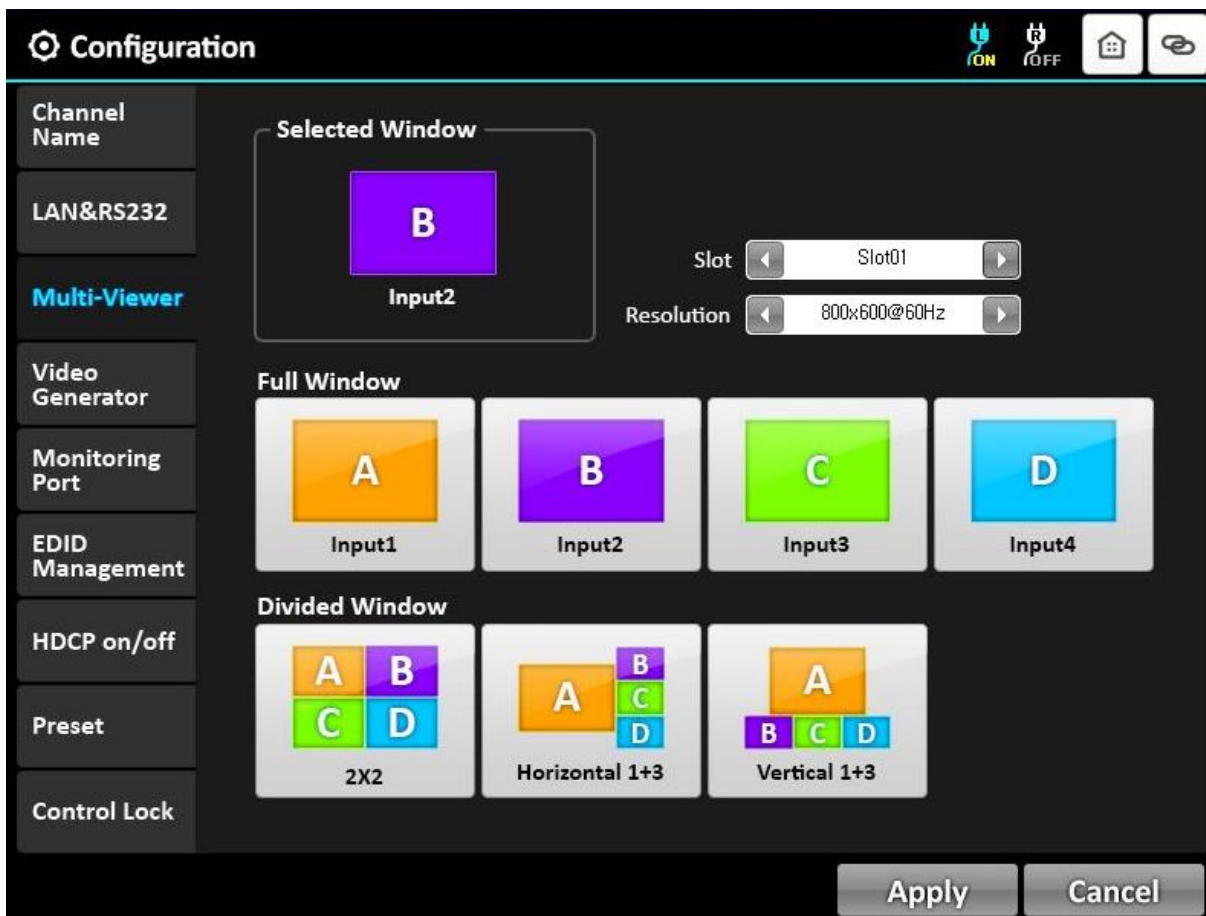 Configuration
L
ON
R
OFF
Channel
Name
LAN&RS232
Multi-Viewer
Video
Generator
Monitoring
Port
EDID
Management
HDCP on/off
Preset
Control Lock
Selected Window
B
Input2
Slot
Slot01
Resolution
800x600@60Hz
Full Window
A
B
C
D
Input1
Input2
Input3
Input4
Divided Window
A B
C D
2X2
A
B
C
D
Horizontal 1+3
A
B C D
Vertical 1+3
Apply
Cancel